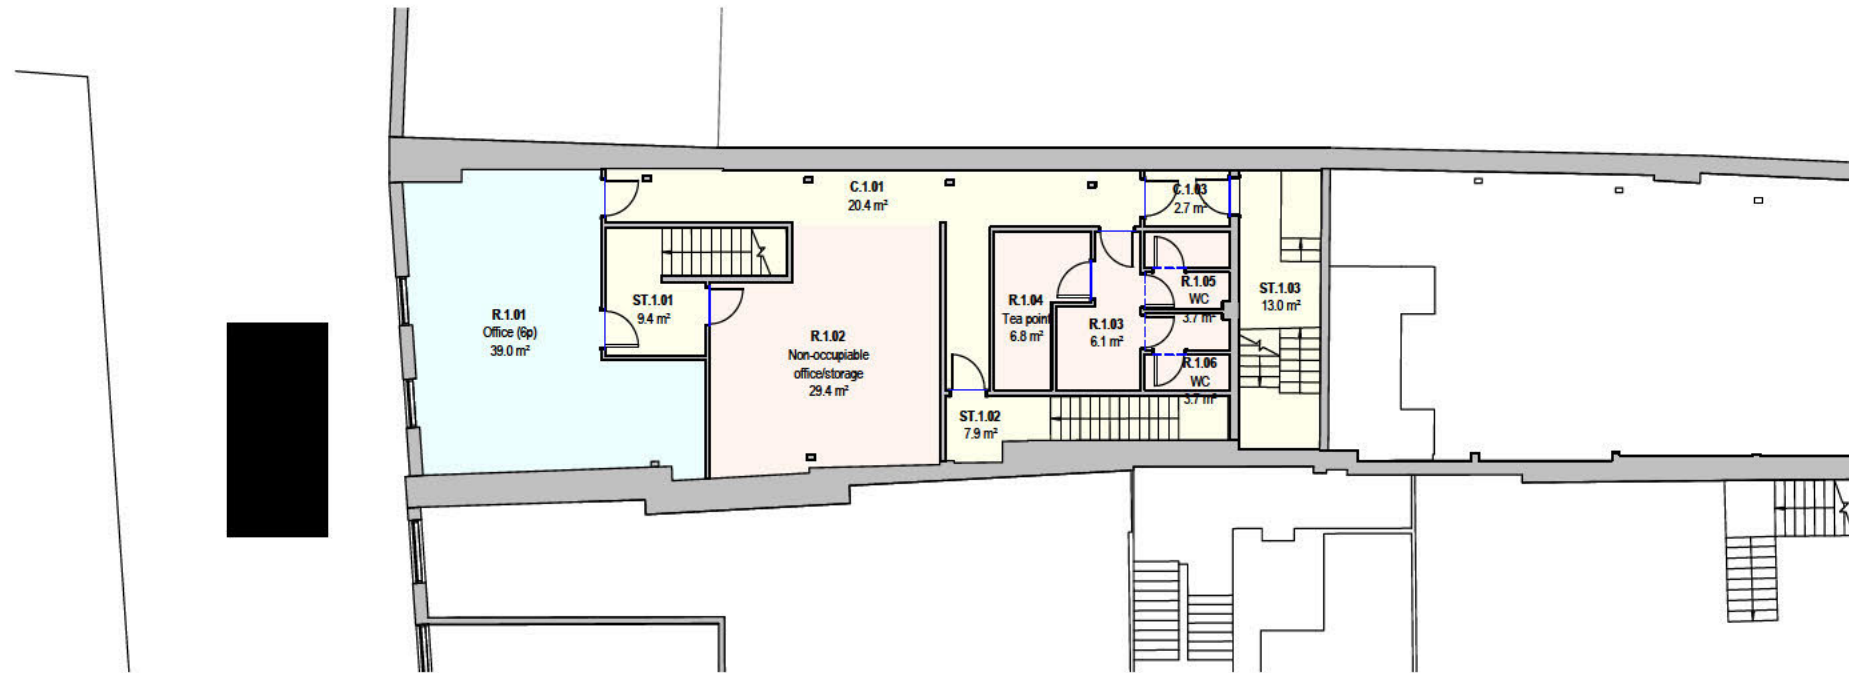 C.1.01
20.4 m²
C.1.03
2.7 m²
R.1.01
Office (6p)
39.0 m²
ST.1.01
9.4 m²
R.1.02
Non-occupiable
office/storage
29.4 m²
R.1.04
Tea point
6.8 m²
R.1.03
6.1 m²
R.1.05
WC
3.7 m²
R.1.06
WC
3.7 m²
ST.1.02
7.9 m²
ST.1.03
13.0 m²